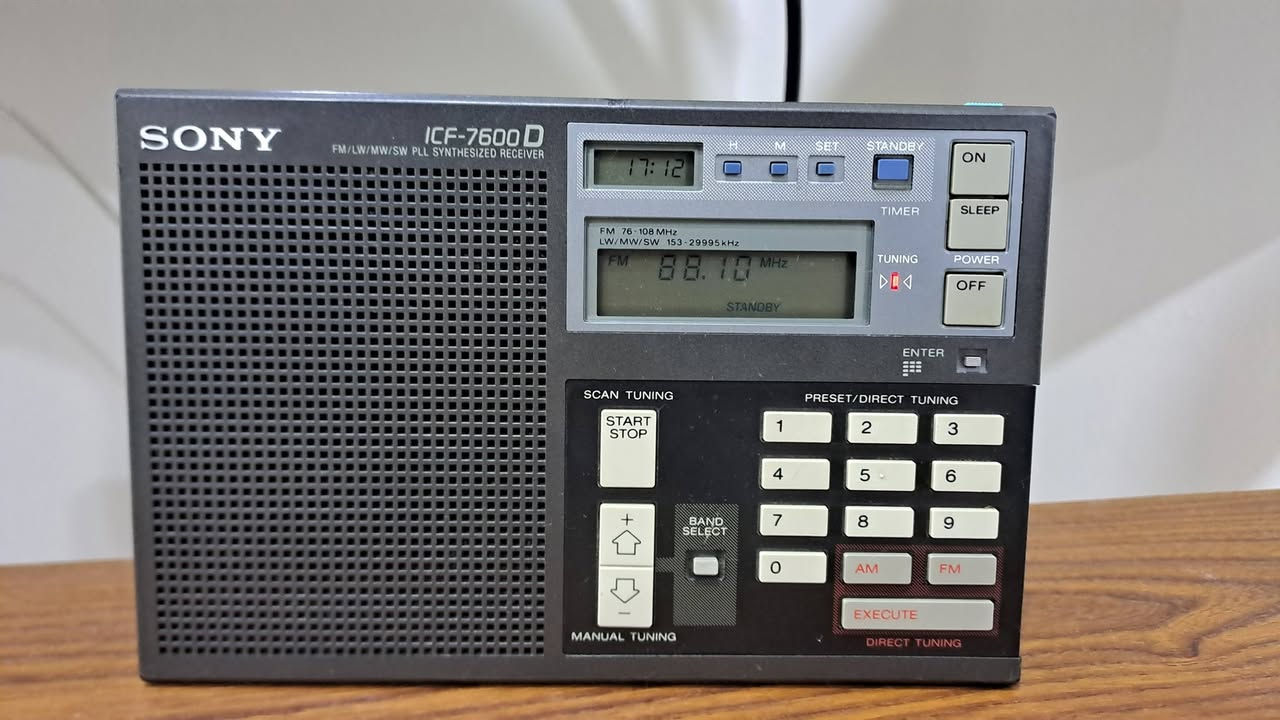 SONY
ICF-7600D
FM/LW/MW/SW PLL SYNTHESIZED RECEIVER
17:12
H M SET STANDBY
TIMER
ON
SLEEP
POWER
OFF
FM 76-108 MHz
LW/MW/SW 153-29995 kHz
FM 88.10 MHz
STANDBY
TUNING
ENTER
SCAN TUNING
START
STOP
+
-
MANUAL TUNING
BAND
SELECT
PRESET/DIRECT TUNING
1 2 3
4 5 6
7 8 9
0 AM FM
EXECUTE
DIRECT TUNING